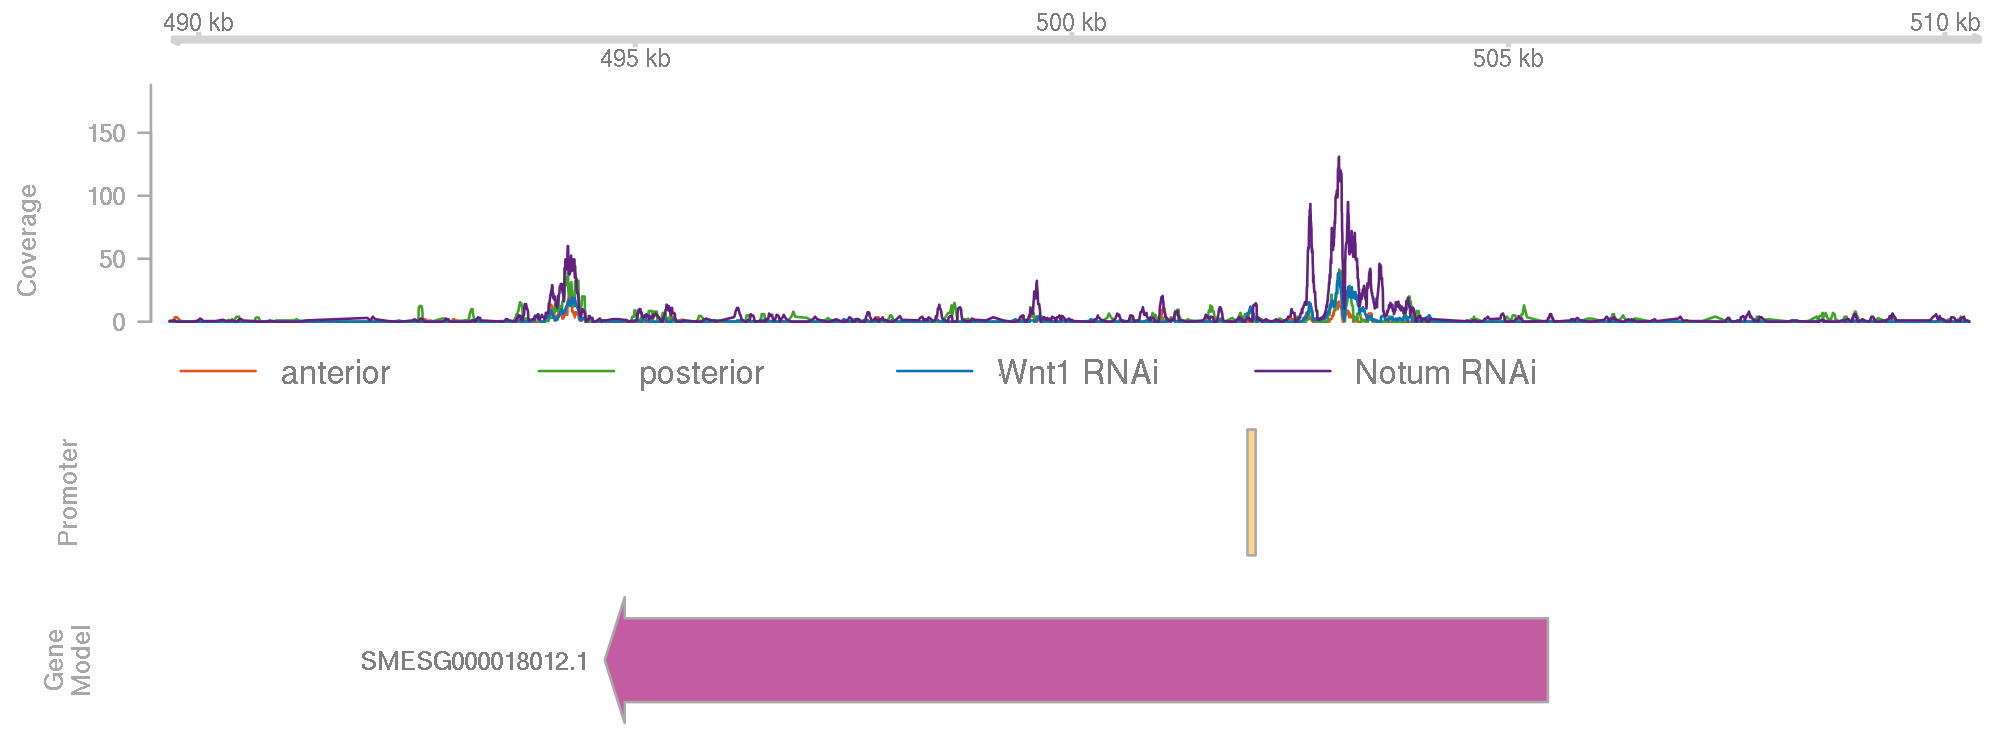 490 kb
500 kb
510 kb
495 kb
505 kb
Coverage
150
100
50
0
anterior
posterior
Wnt1 RNAi
Notum RNAi
Promoter
Gene
Model
SMESG000018012.1